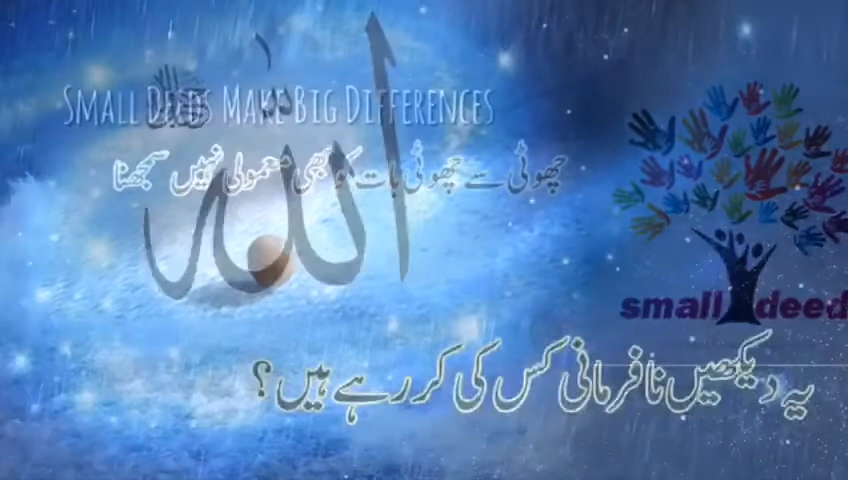 Small Deeds Make Big Differences
الله
چھوٹی سے چھوٹی بات کو بھی معمولی نہیں سمجھنا
small deed
یہ دیکھیں نافرمانی کس کی کر رہے ہیں؟